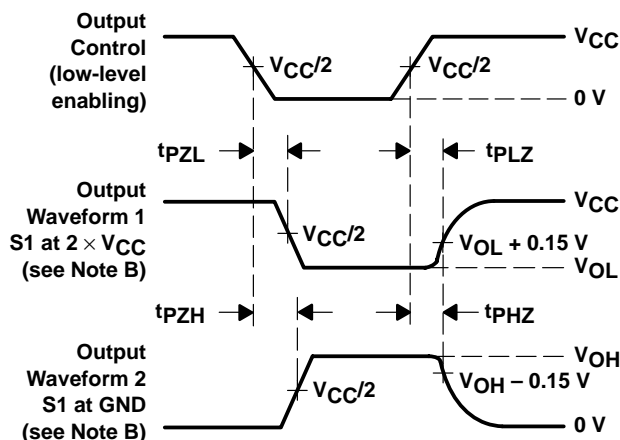 Output
Control
(low-level
enabling)
VCC/2
VCC/2
VCC
0 V
tPZL
tPLZ
Output
Waveform 1
S1 at 2 × VCC
(see Note B)
VCC/2
VCC
VOL + 0.15 V
VOL
tPZH
tPHZ
Output
Waveform 2
S1 at GND
(see Note B)
VCC/2
VOH
VOH – 0.15 V
0 V